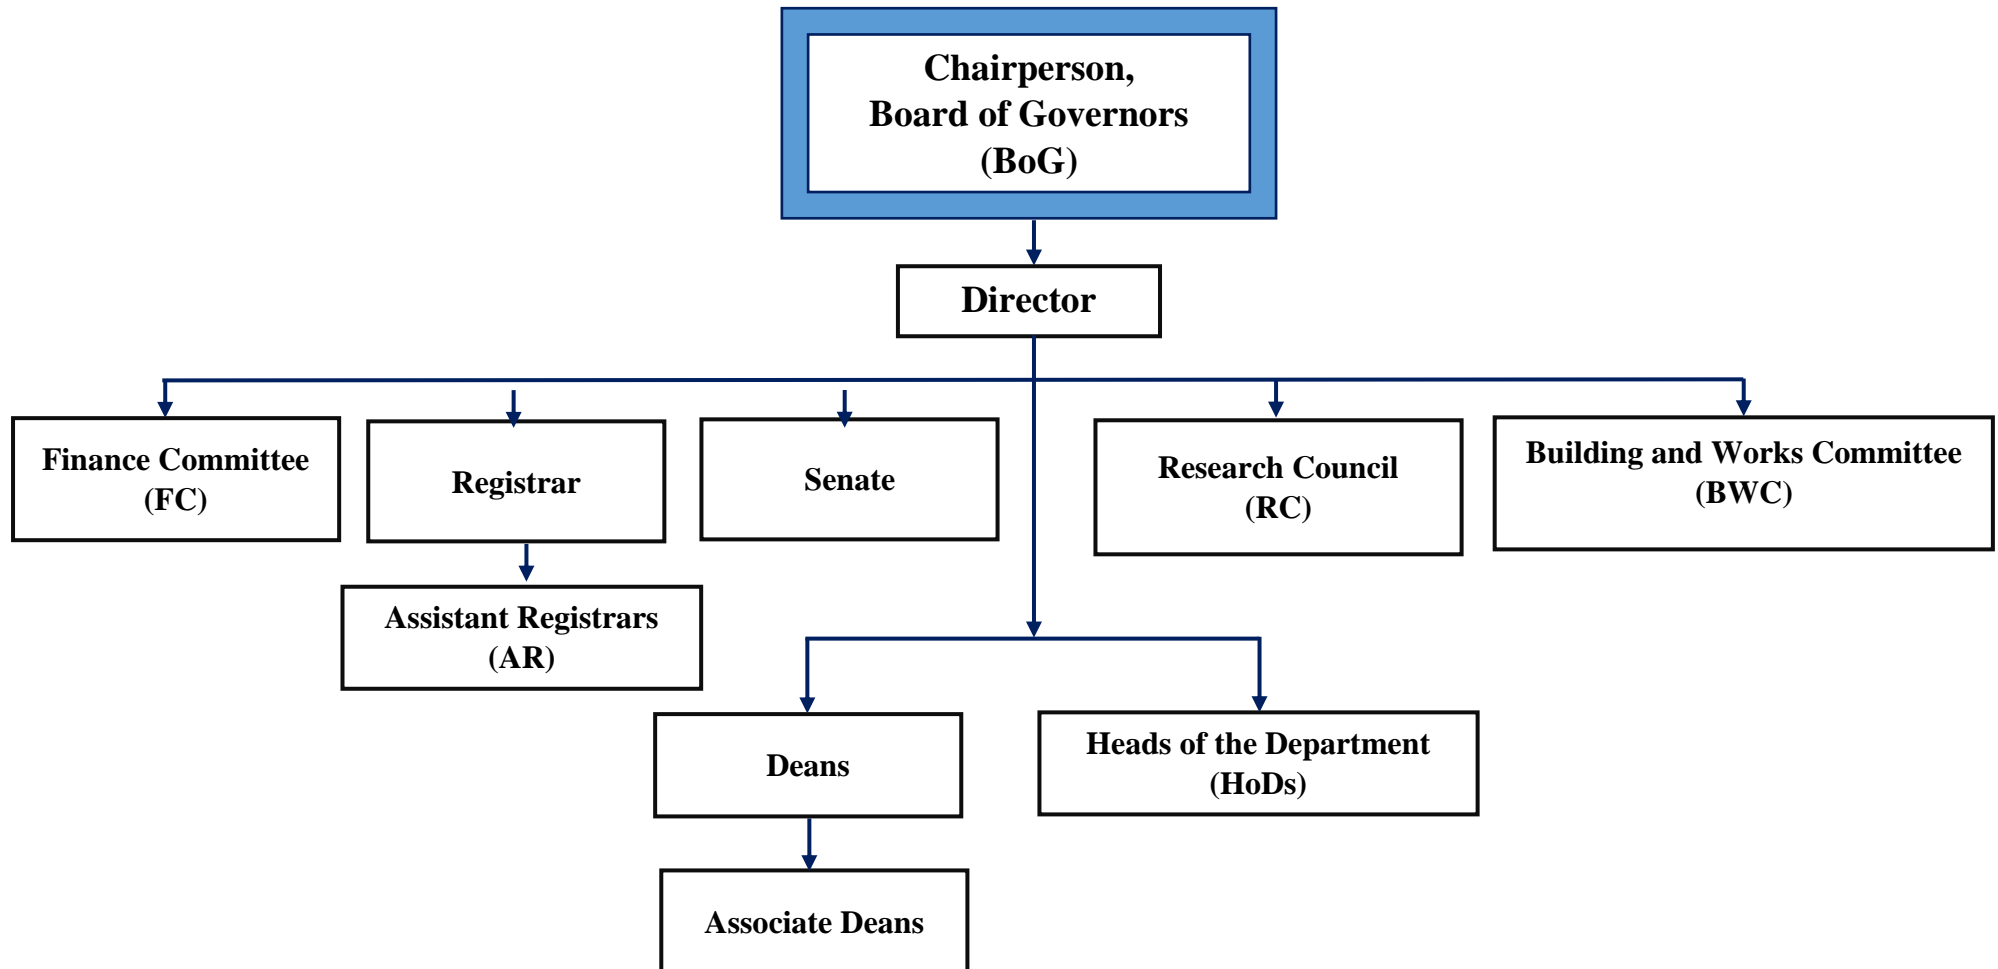 Chairperson,
Board of Governors
(BoG)
Director
Finance Committee
(FC)
Registrar
Senate
Research Council
(RC)
Building and Works Committee
(BWC)
Assistant Registrars
(AR)
Deans
Heads of the Department
(HoDs)
Associate Deans